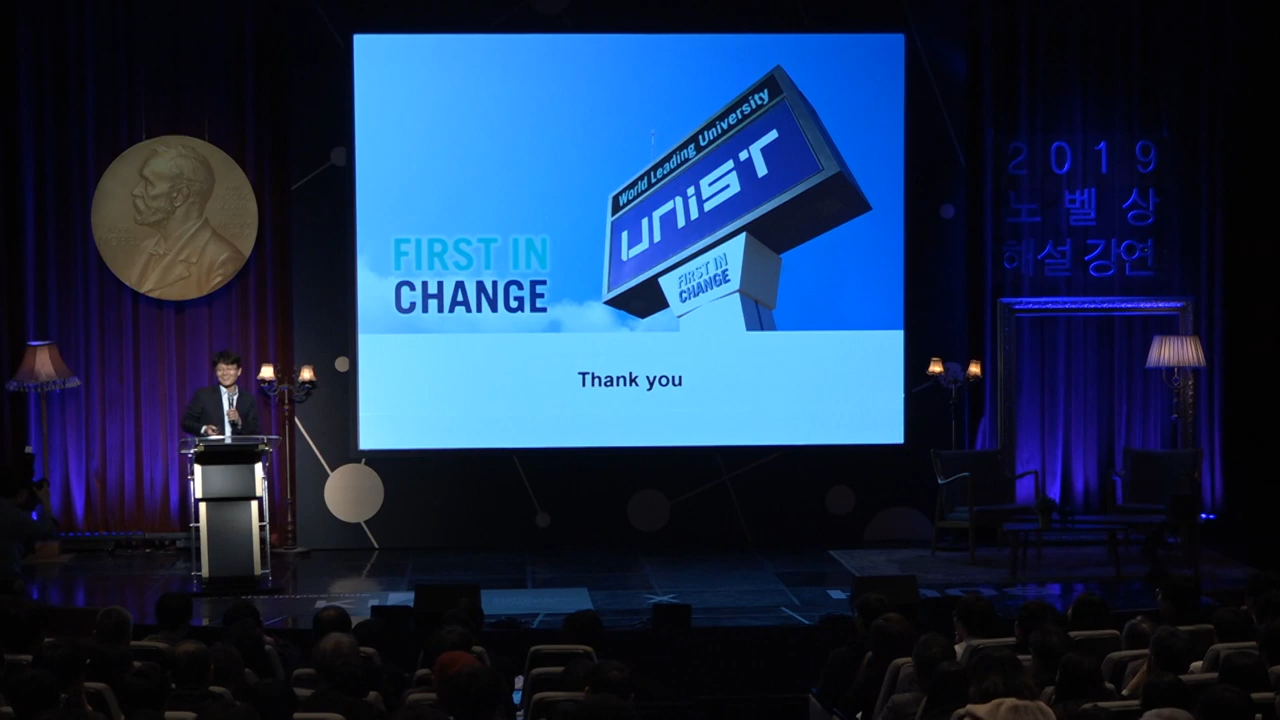 World Leading University
UNIST
FIRST IN
CHANGE
FIRST IN
CHANGE
Thank you
2019
노벨상
해설 강연